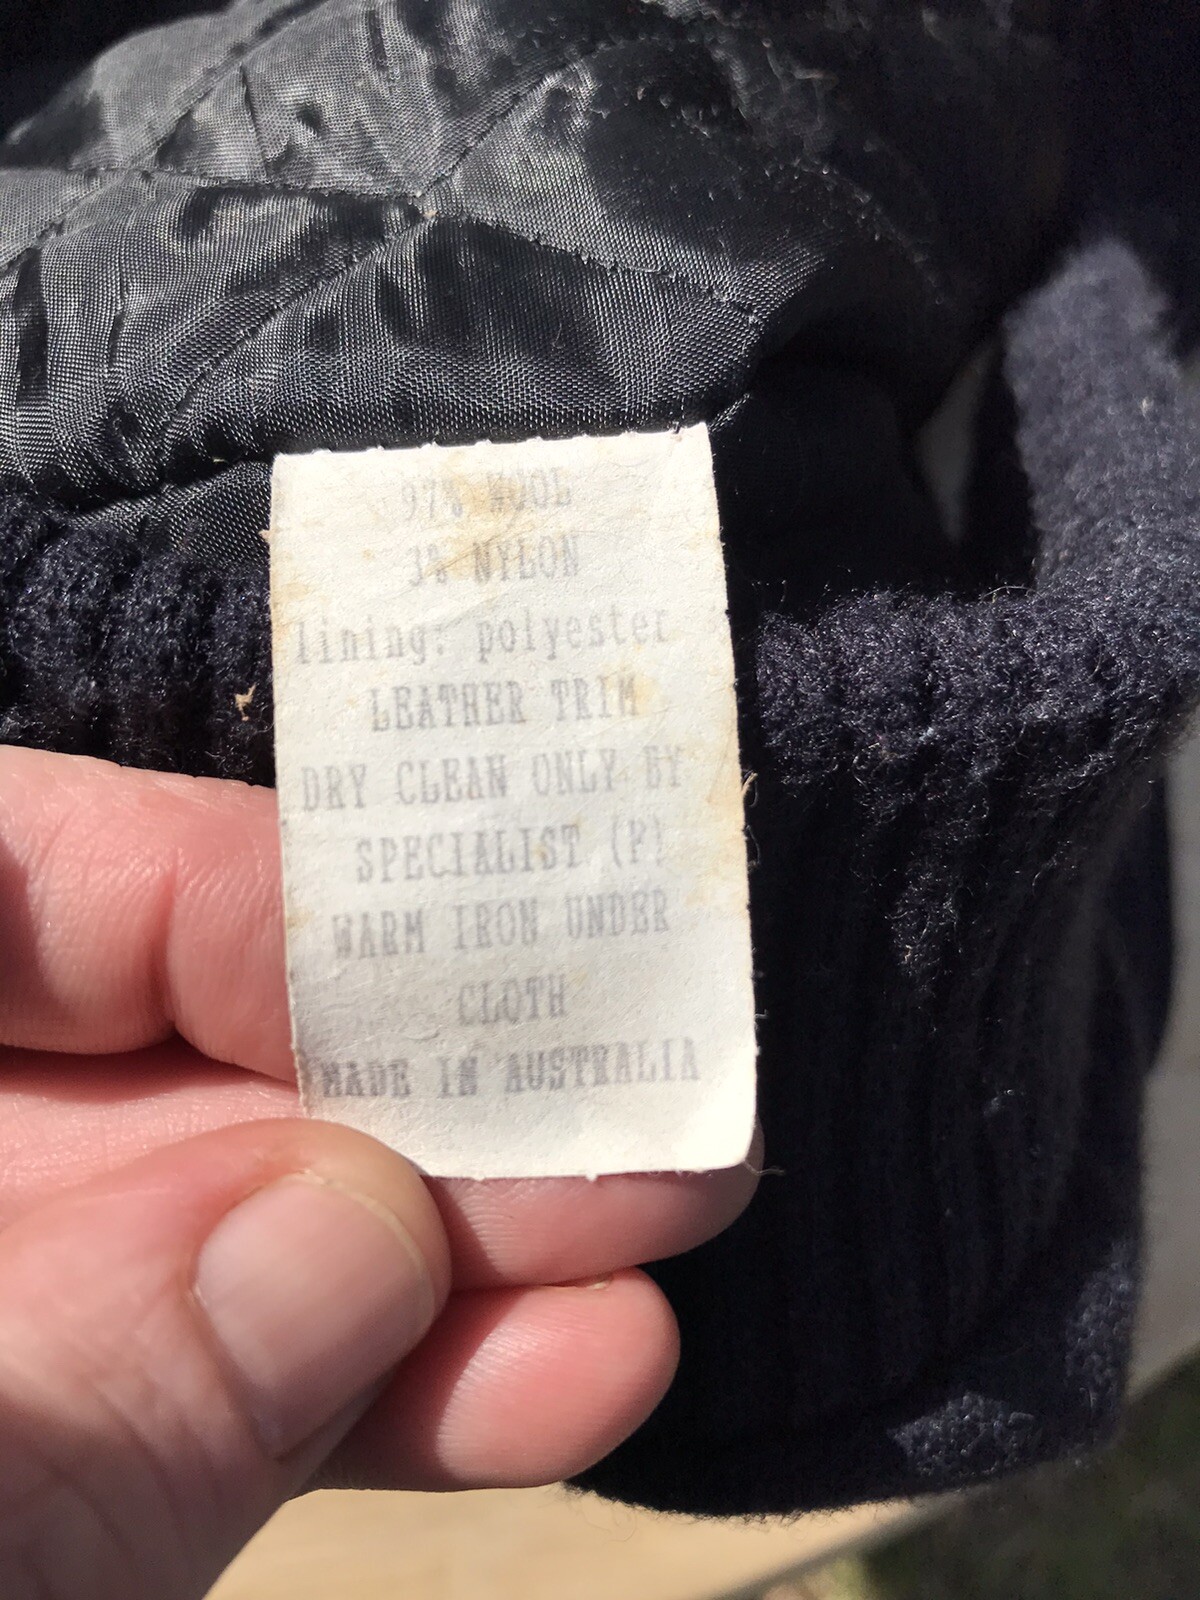 97% WOOL
3% NYLON
lining: polyester
LEATHER TRIM
DRY CLEAN ONLY BY
SPECIALIST (P)
WARM IRON UNDER
CLOTH
MADE IN AUSTRALIA